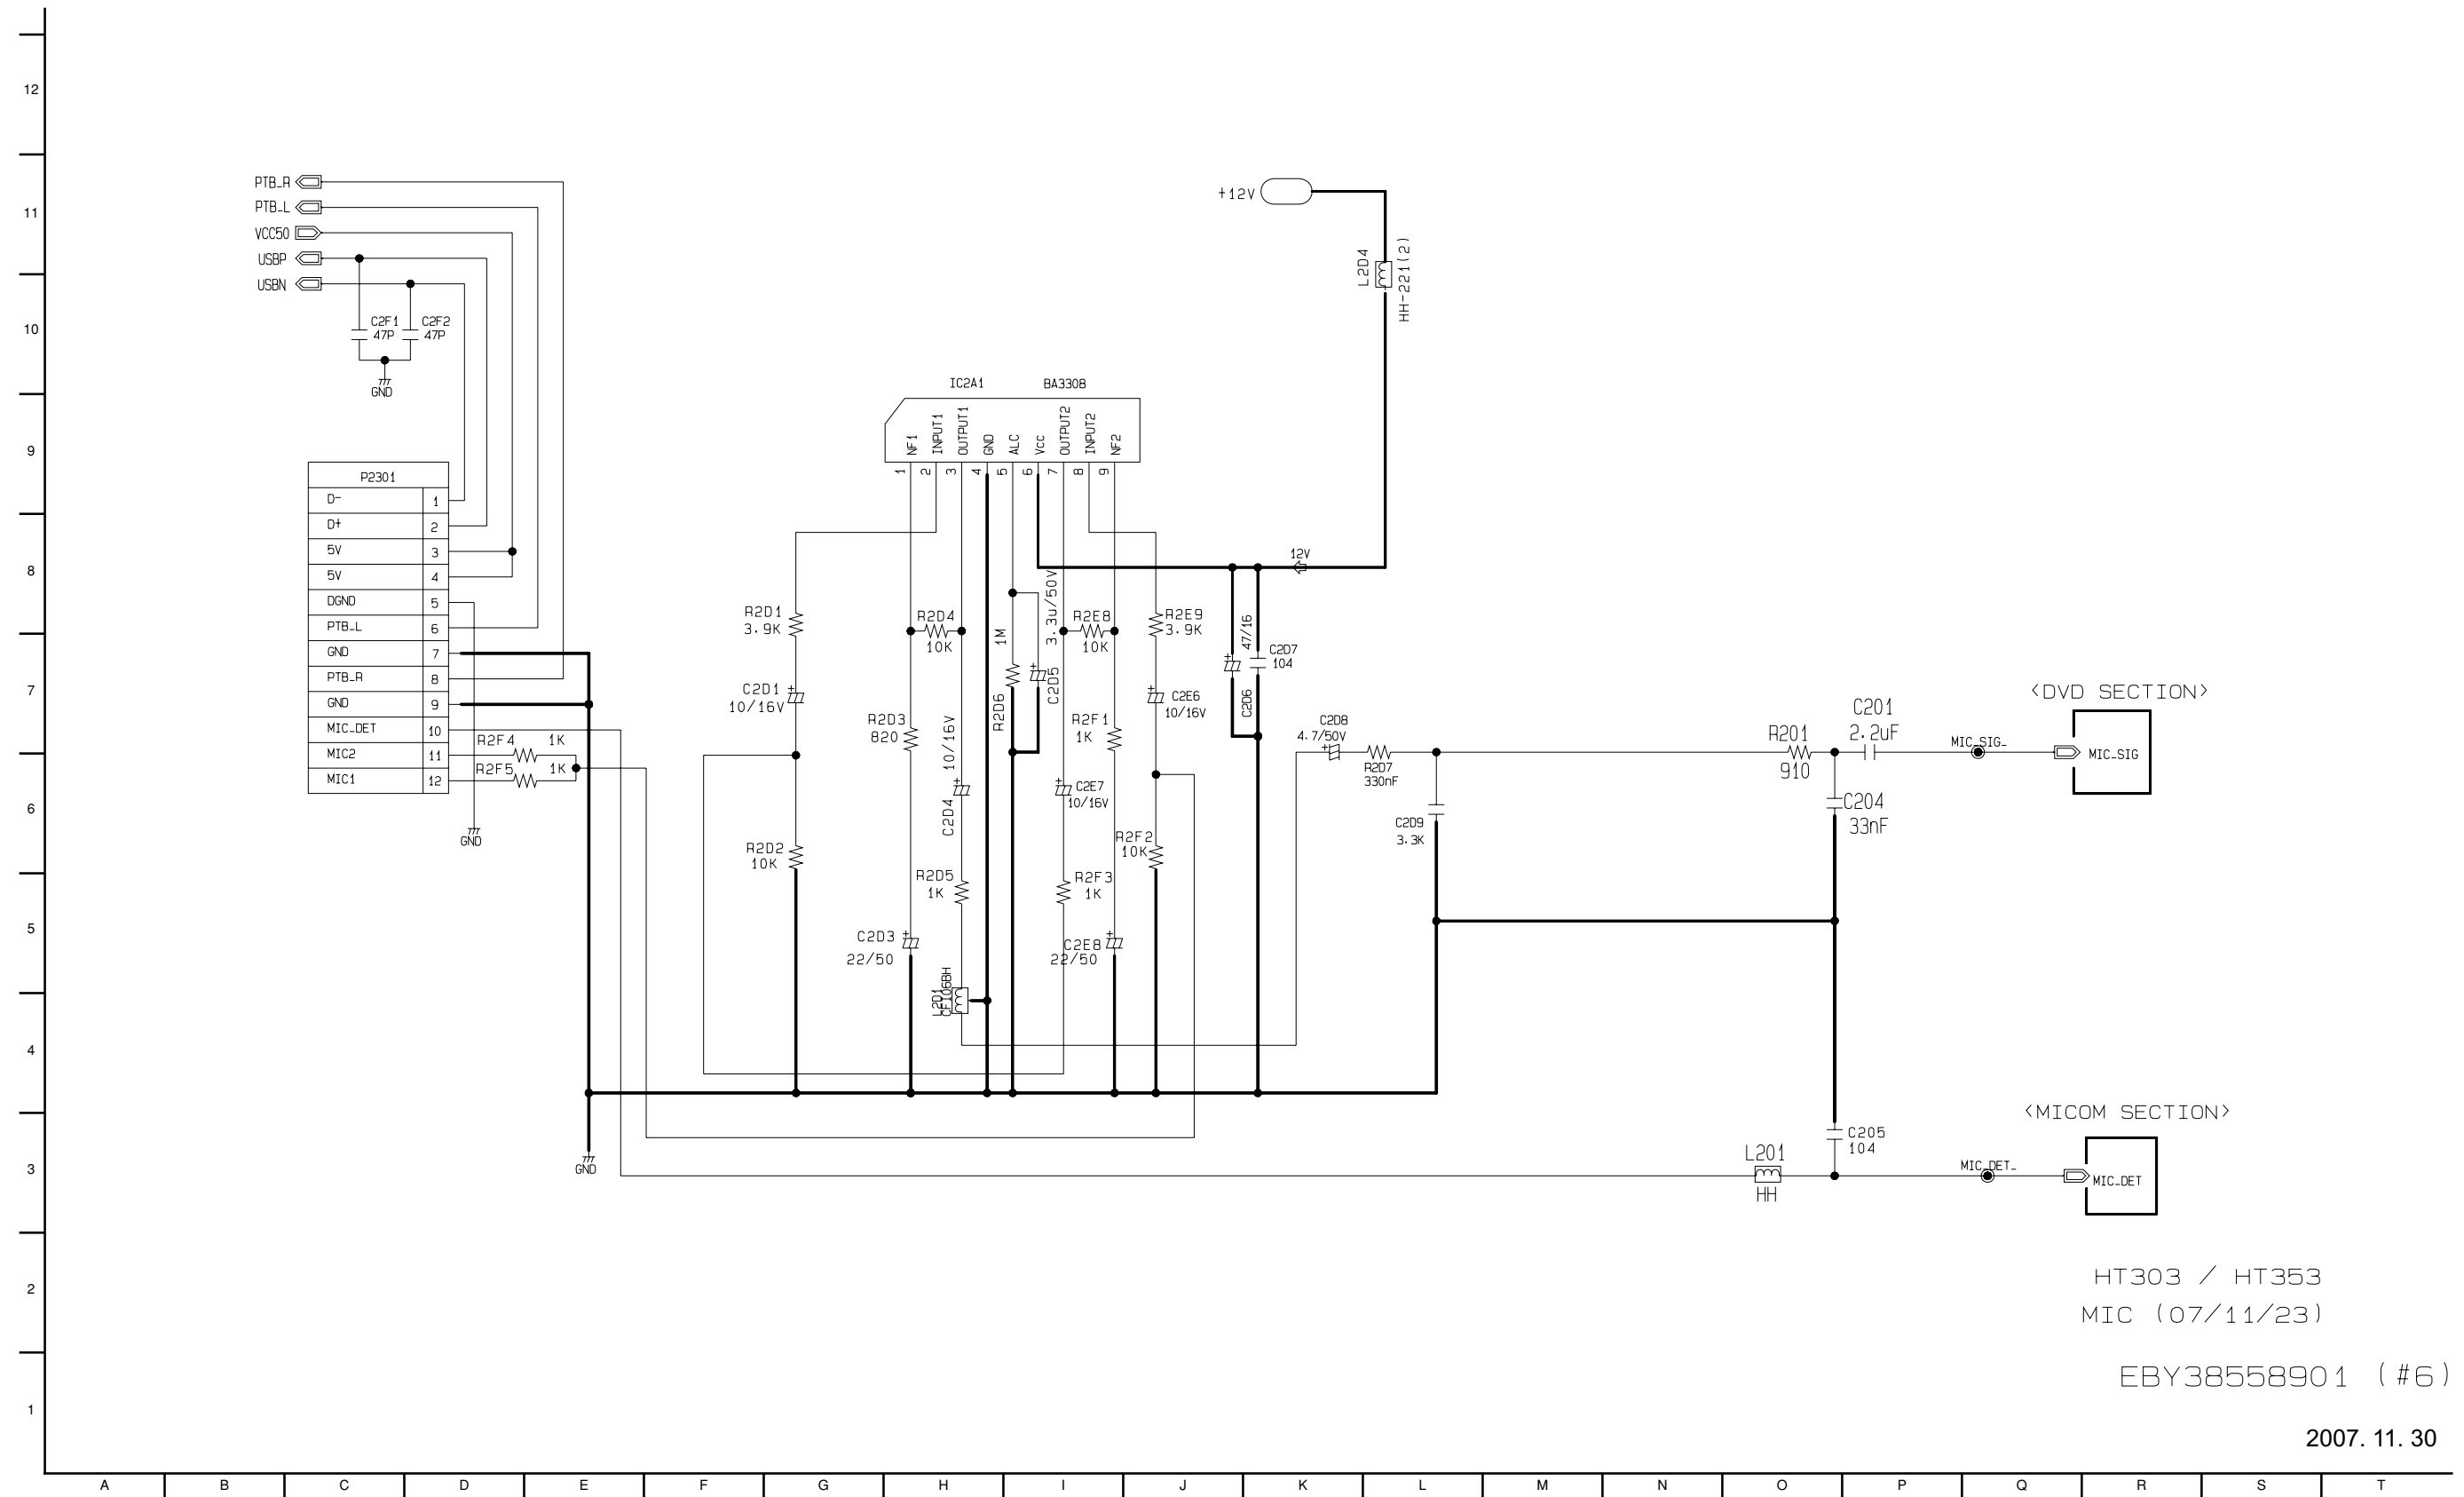 12
11
10
9
8
7
6
5
4
3
2
1
PTB_R
PTB_L
VCC50
USBP
USBN
C2F1
47P
C2F2
47P
GND
+12V
L2D4
HH-221(2)
IC2A1 BA3308
NF1
INPUT1
OUTPUT1
GND
ALC
Vcc
OUTPUT2
INPUT2
NF2
1 2 3 4 5 6 7 8 9
P2301
D- 1
D+ 2
5V 3
5V 4
DGND 5
PTB_L 6
GND 7
PTB_R 8
GND 9
MIC_DET 10
MIC2 11
MIC1 12
R2F4 1K
R2F5 1K
GND
GND
12V
R2D1
3.9K
C2D1 +
10/16V
R2D2
10K
R2D4
10K
R2D3
820
C2D3 +
22/50
10/16V
+
C2D4
R2D5
1K
L2D1
CFI06BH
1M
R2D6
3.3u/50V
+
C2D5
R2E8
10K
R2F1
1K
+ C2E7
10/16V
R2F3
1K
C2E8 +
22/50
R2E9
3.9K
+ C2E6
10/16V
R2F2
10K
47/16
+
C2D6
C2D7
104
C2D8
4.7/50V
+
R2D7
330nF
C2D9
3.3K
R201
910
C201
2.2uF
C204
33nF
MIC_SIG_
<DVD SECTION>
MIC_SIG
C205
104
L201
HH
MIC_DET_
<MICOM SECTION>
MIC_DET
HT303 / HT353
MIC (07/11/23)
EBY38558901 (#6)
2007. 11. 30
A B C D E F G H I J K L M N O P Q R S T